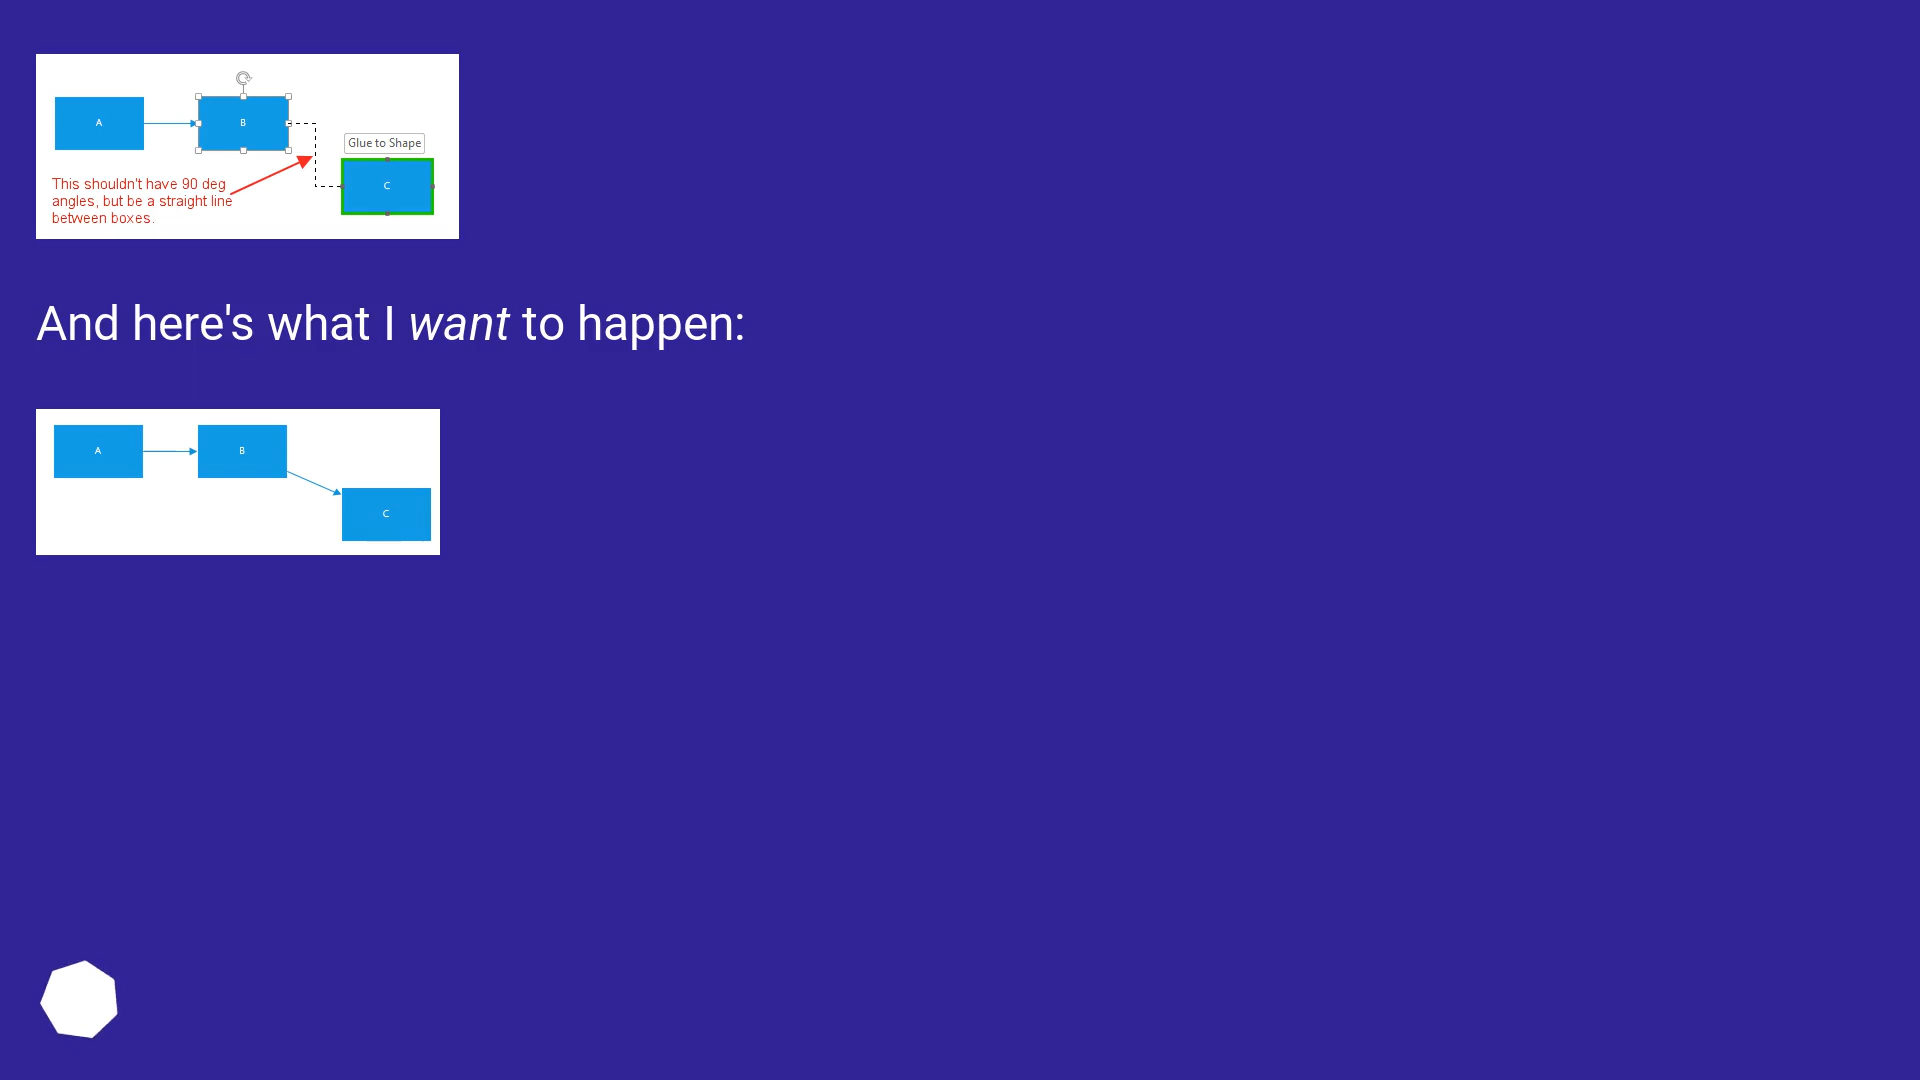 A
B
Glue to Shape
C
This shouldn't have 90 deg
angles, but be a straight line
between boxes.
And here's what I want to happen:
A
B
C